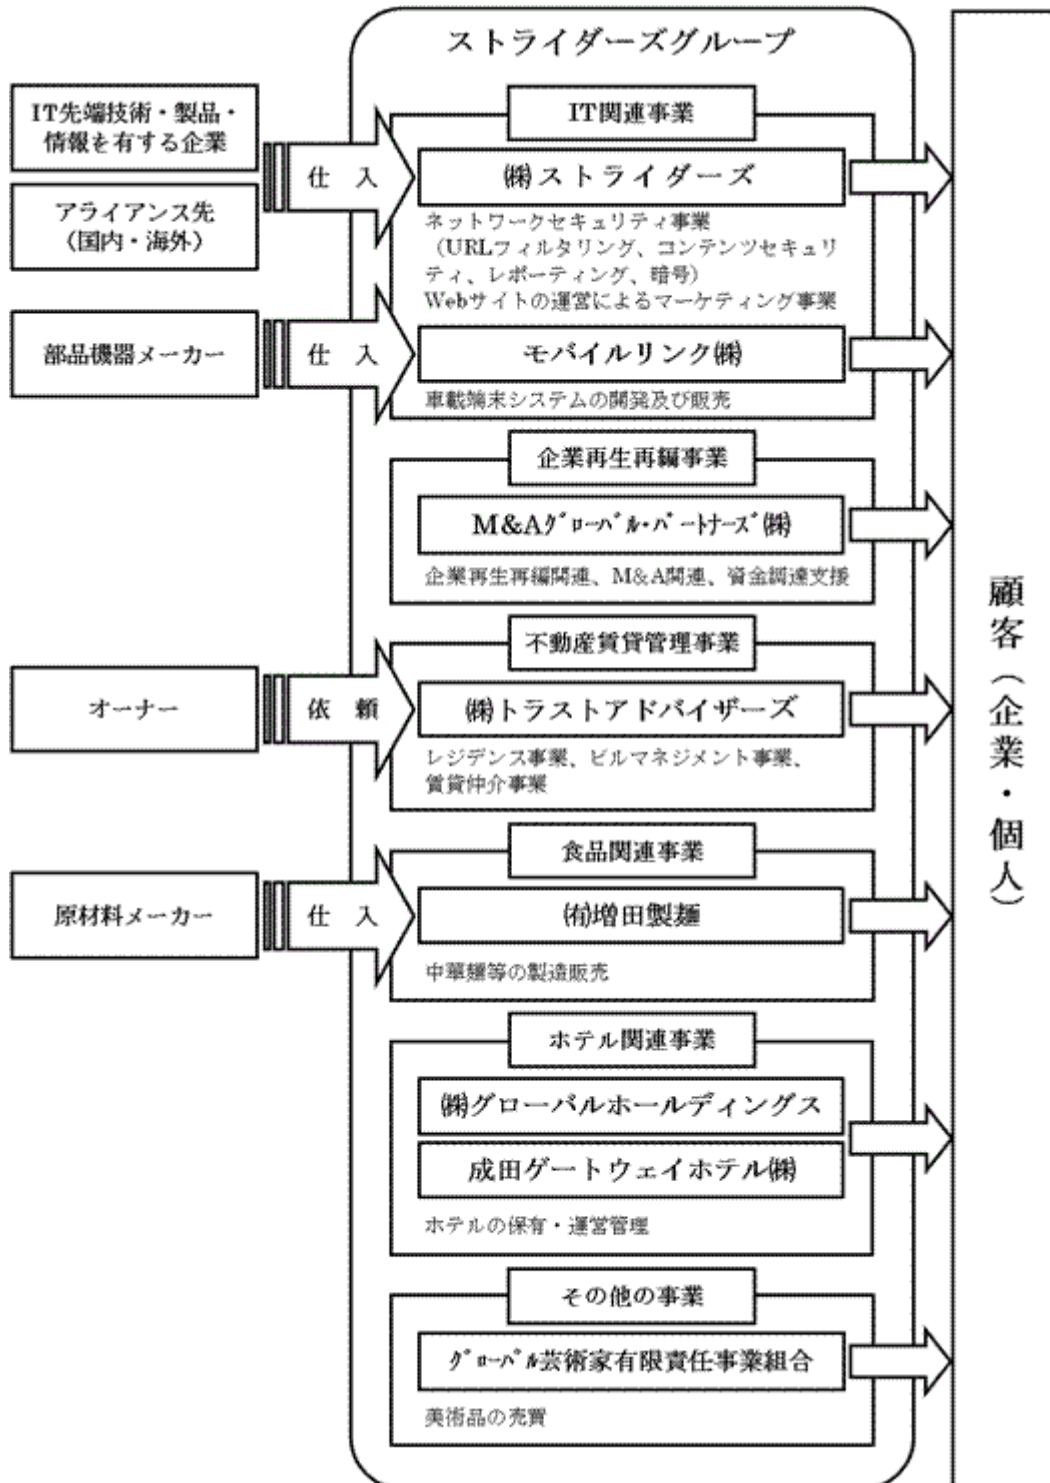 ストライダーズグループ
IT先端技術・製品・
情報を有する企業
アライアンス先
（国内・海外）
仕 入
IT関連事業
㈱ストライダーズ
ネットワークセキュリティ事業
（URLフィルタリング、コンテンツセキュリ
ティ、レポーティング、暗号）
Webサイトの運営によるマーケティング事業
部品機器メーカー
仕 入
モバイルリンク㈱
車載端末システムの開発及び販売
企業再生再編事業
M&Aｸﾞﾛｰﾊﾞﾙ・ﾊﾟｰﾄﾅｰｽﾞ㈱
企業再生再編関連、M&A関連、資金調達支援
不動産賃貸管理事業
オーナー
依 頼
㈱トラストアドバイザーズ
レジデンス事業、ビルマネジメント事業、
賃貸仲介事業
食品関連事業
原材料メーカー
仕 入
㈲増田製麺
中華麺等の製造販売
ホテル関連事業
㈱グローバルホールディングス
成田ゲートウェイホテル㈱
ホテルの保有・運営管理
その他の事業
ｸﾞﾛｰﾊﾞﾙ芸術家有限責任事業組合
美術品の売買
顧客（企業・個人）